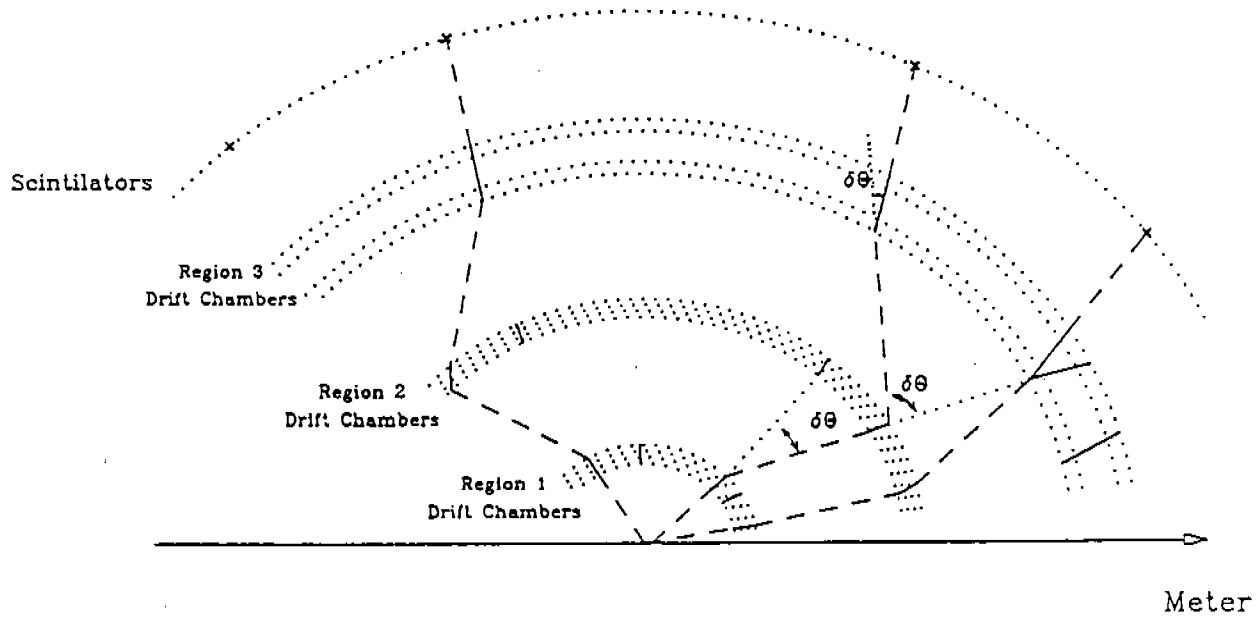 Scintilators
δΘ
Region 3
Drift Chambers
Region 2
Drift Chambers
δΘ
δΘ
Region 1
Drift Chambers
Meter